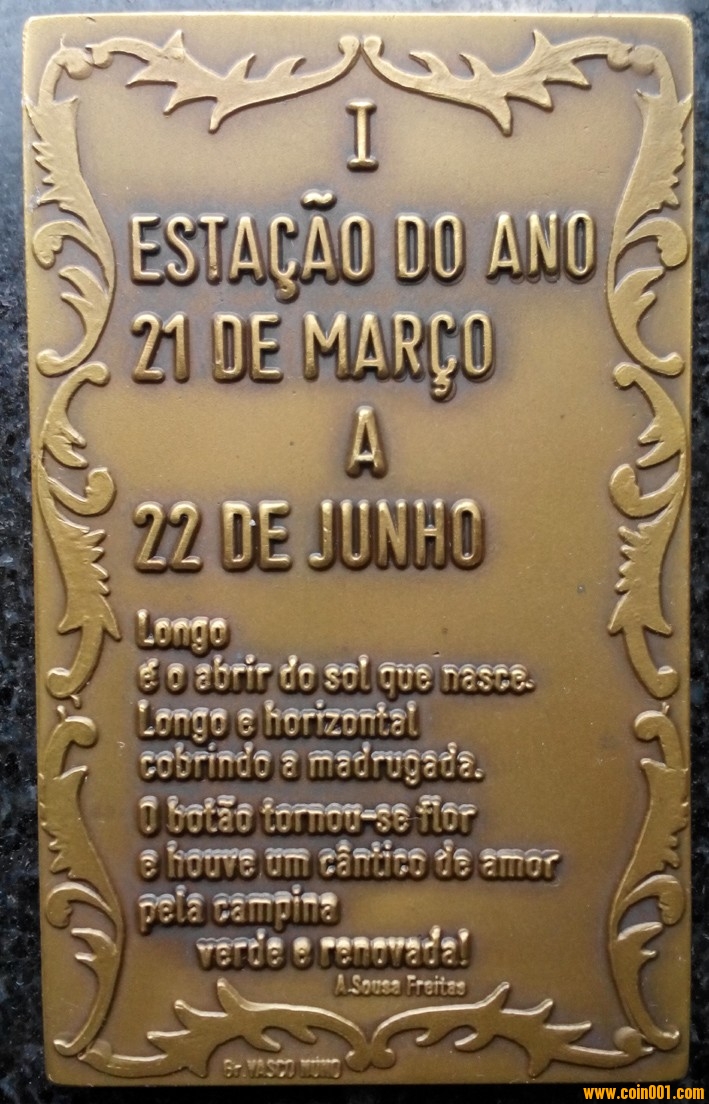 I
ESTAÇÃO DO ANO
21 DE MARÇO
A
22 DE JUNHO
Longo
é o abrir do sol que nasce.
Longo e horizontal
cobrindo a madrugada.
O botão tornou-se flor
e houve um cântico de amor
pela campina
verde e renovada!
A.Sousa Freitas
Gr. VASCO NUNO
www.coin001.com